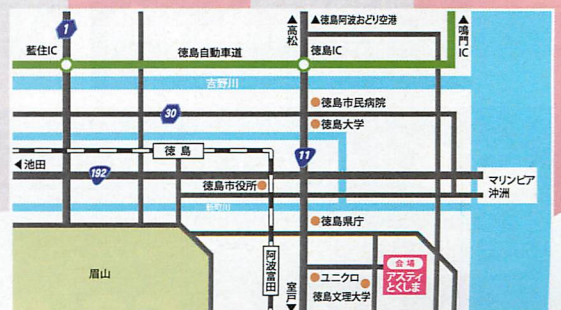 1
▲高松
▲徳島阿波おどり空港
▲鳴門IC
藍住IC
徳島自動車道
徳島IC
吉野川
徳島市民病院
30
徳島大学
11
徳島
◀池田
192
徳島市役所
マリンピア
沖洲
新町川
徳島県庁
眉山
阿波富田
室戸▼
ユニクロ
徳島文理大学
会場
アスティ
とくしま